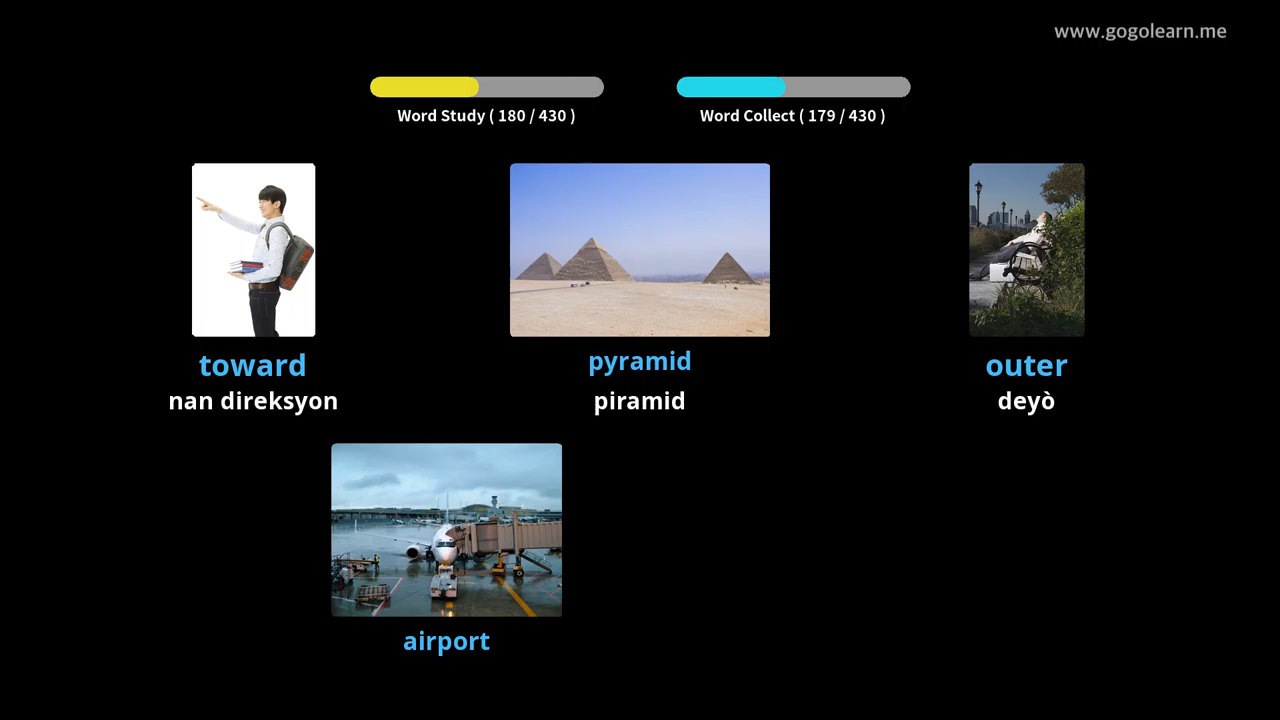 www.gogolearn.me
Word Study ( 180 / 430 )
Word Collect ( 179 / 430 )
toward
nan direksyon
pyramid
piramid
outer
deyò
airport